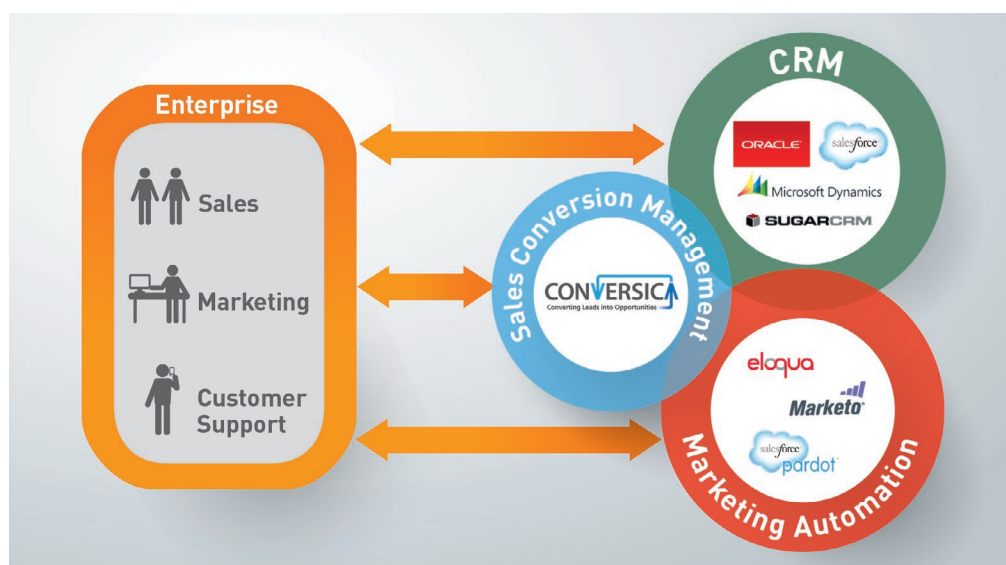 Enterprise
Sales
Marketing
Customer
Support
Sales Conversion Management
CONVERSICA
Converting Leads into Opportunities
CRM
ORACLE
salesforce
Microsoft Dynamics
SUGARCRM
eloqua
Marketo
salesforce
pardot
Marketing Automation